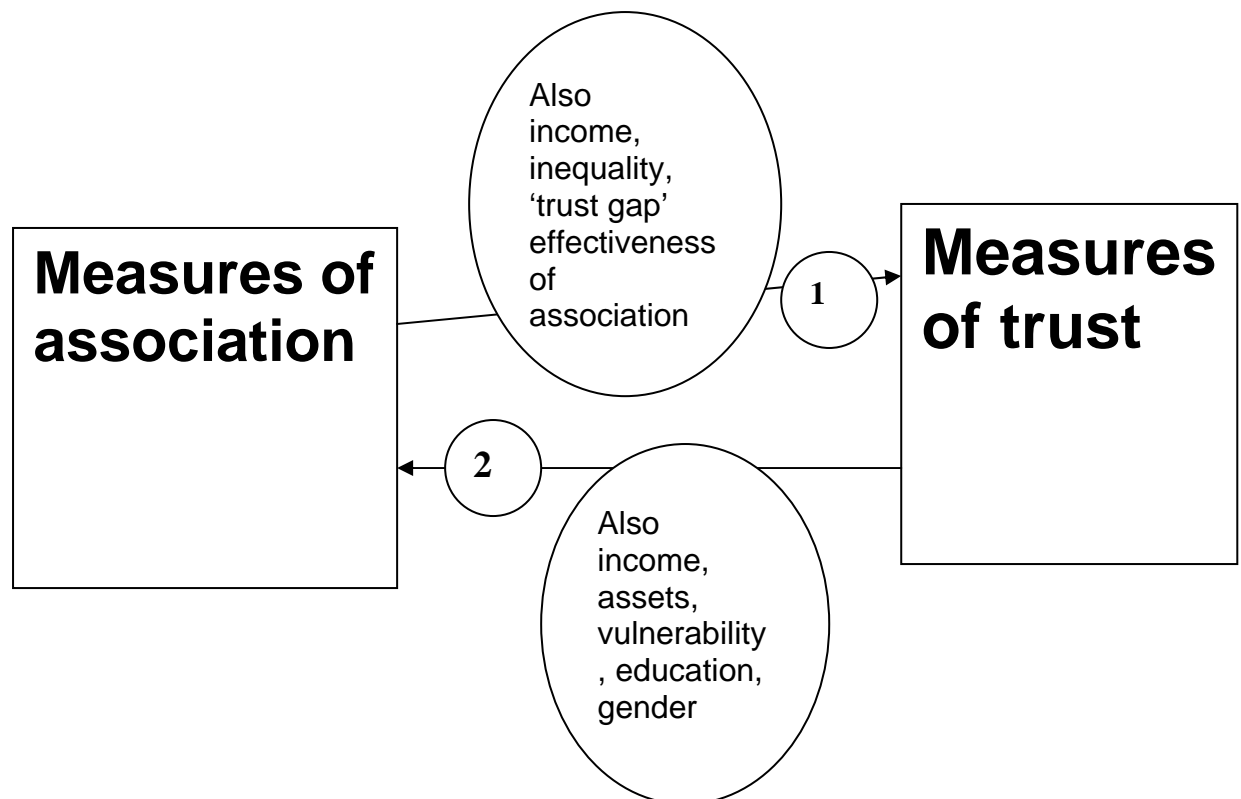 Measures of
association
Also
income,
inequality,
‘trust gap’
effectiveness
of
association
1
Measures
of trust
2
Also
income,
assets,
vulnerability
, education,
gender